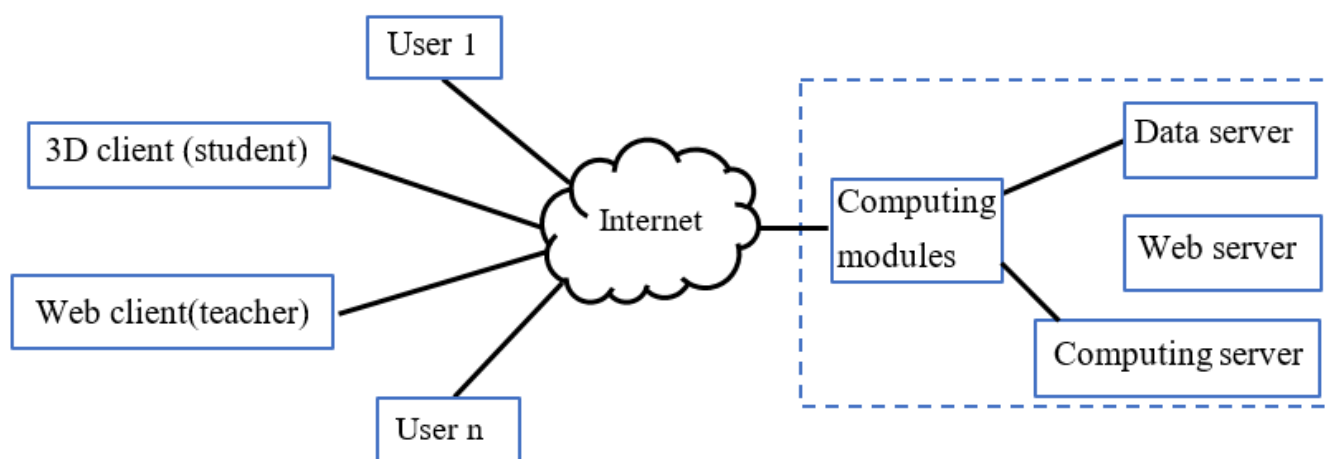 User 1
3D client (student)
Web client(teacher)
User n
Internet
Computing
modules
Data server
Web server
Computing server